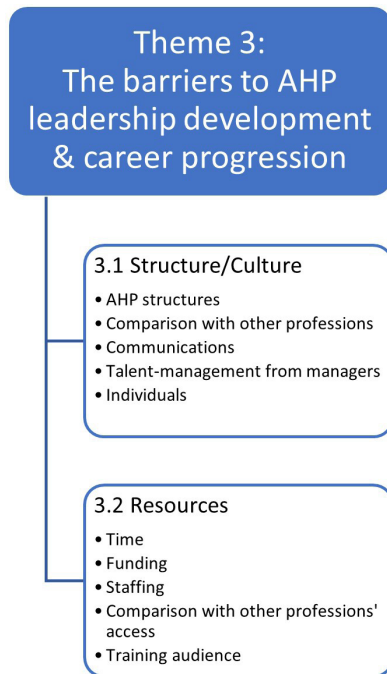 Theme 3:
The barriers to AHP
leadership development
& career progression
3.1 Structure/Culture
• AHP structures
• Comparison with other professions
• Communications
• Talent-management from managers
• Individuals
3.2 Resources
• Time
• Funding
• Staffing
• Comparison with other professions'
access
• Training audience